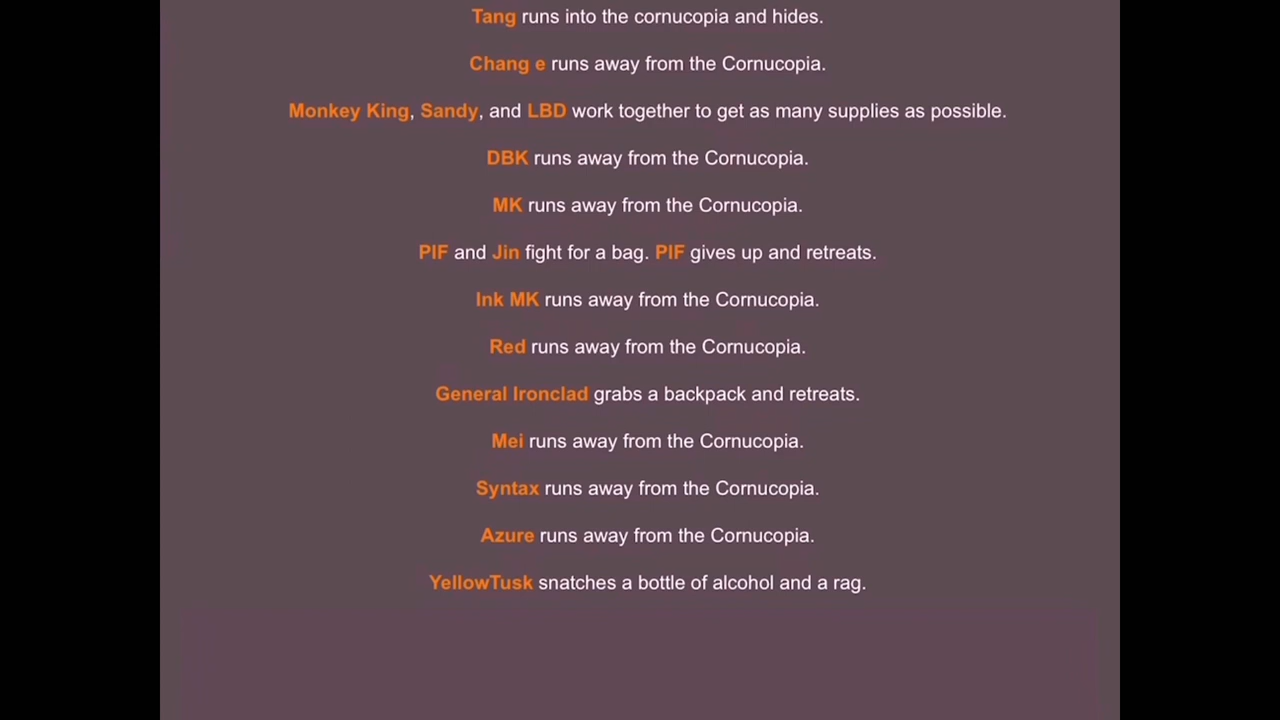 Tang runs into the cornucopia and hides.
Chang e runs away from the Cornucopia.
Monkey King, Sandy, and LBD work together to get as many supplies as possible.
DBK runs away from the Cornucopia.
MK runs away from the Cornucopia.
PIF and Jin fight for a bag. PIF gives up and retreats.
Ink MK runs away from the Cornucopia.
Red runs away from the Cornucopia.
General Ironclad grabs a backpack and retreats.
Mei runs away from the Cornucopia.
Syntax runs away from the Cornucopia.
Azure runs away from the Cornucopia.
YellowTusk snatches a bottle of alcohol and a rag.